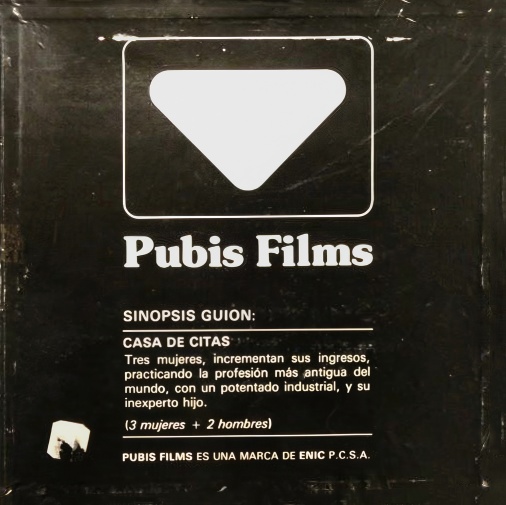 Pubis Films
SINOPSIS GUION:
CASA DE CITAS
Tres mujeres, incrementan sus ingresos,
practicando la profesión más antigua del
mundo, con un potentado industrial, y su
inexperto hijo.
(3 mujeres + 2 hombres)
PUBIS FILMS ES UNA MARCA DE ENIC P.C.S.A.